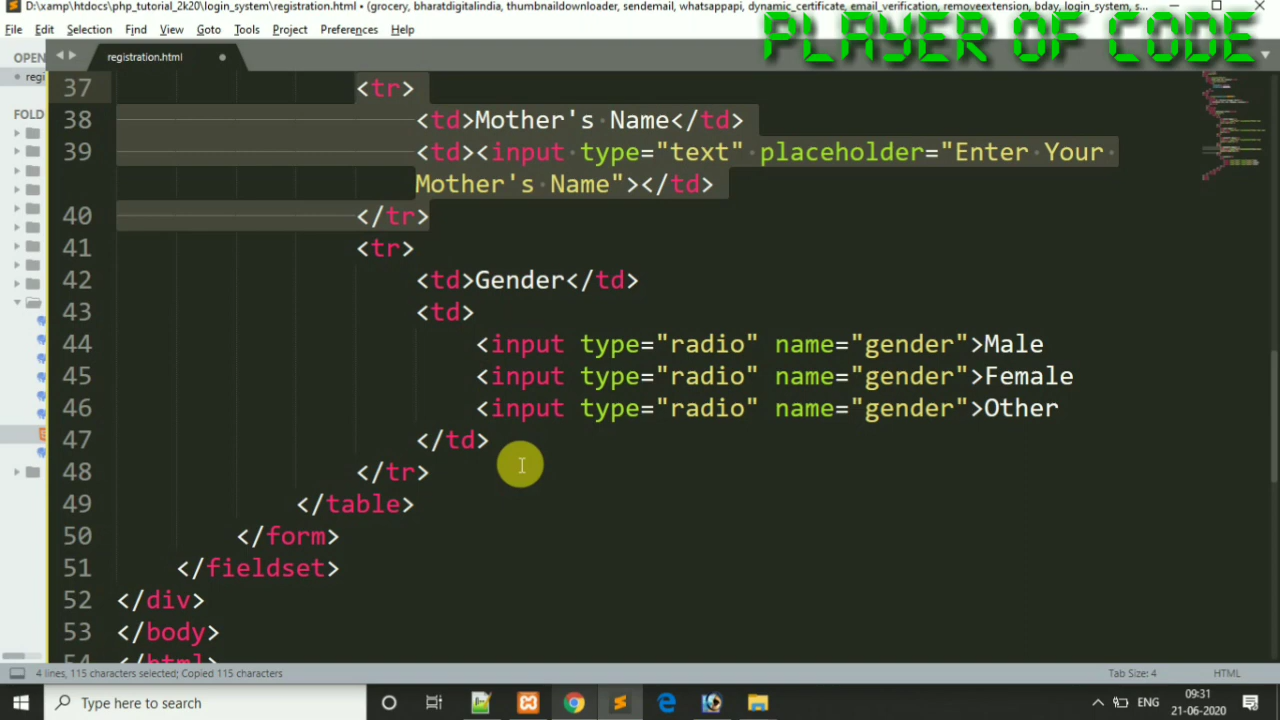 D:\xampp\htdocs\php_tutorial_2k20\login_system\registration.html • (grocery, bharatdigitalindia, thumbnaildownloader, sendemail, whatsappapi, dynamic_certificate, email_verification, removeextension, bday, login_system, s...
File Edit Selection Find View Goto Tools Project Preferences Help
PLAYER OF CODE
OPEN
registration.html
regi
FOLD
37 <tr>
38 <td>Mother's Name</td>
39 <td><input type="text" placeholder="Enter Your
Mother's Name"></td>
40 </tr>
41 <tr>
42 <td>Gender</td>
43 <td>
44 <input type="radio" name="gender">Male
45 <input type="radio" name="gender">Female
46 <input type="radio" name="gender">Other
47 </td>
48 </tr>
49 </table>
50 </form>
51 </fieldset>
52 </div>
53 </body>
54 </html>
4 lines, 115 characters selected; Copied 115 characters
Tab Size: 4
HTML
Type here to search
ENG
09:31
21-06-2020